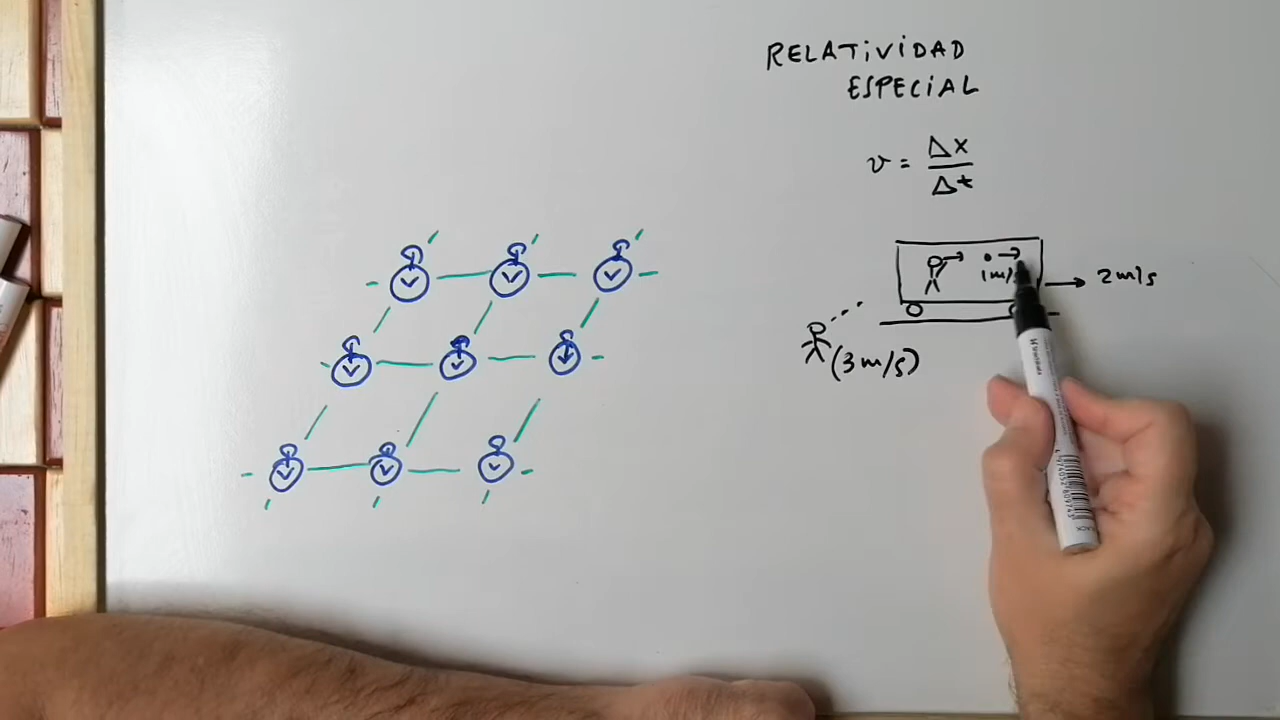 RELATIVIDAD
ESPECIAL
v = Δx / Δt
1m/
2m/s
(3m/s)